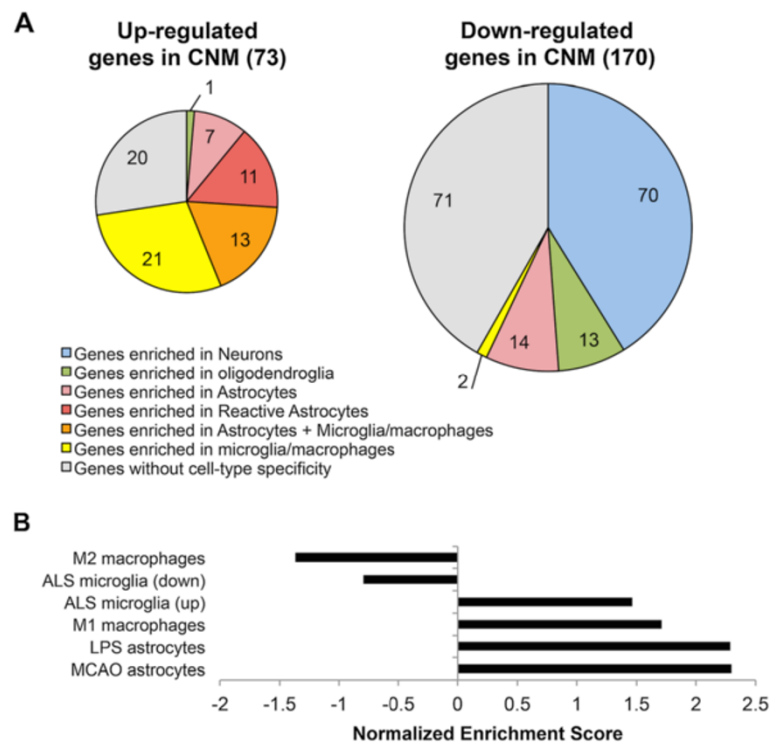 A
Up-regulated
genes in CNM (73)
1
7
11
13
21
20
Down-regulated
genes in CNM (170)
70
13
14
2
71
Genes enriched in Neurons
Genes enriched in oligodendroglia
Genes enriched in Astrocytes
Genes enriched in Reactive Astrocytes
Genes enriched in Astrocytes + Microglia/macrophages
Genes enriched in microglia/macrophages
Genes without cell-type specificity
B
M2 macrophages
ALS microglia (down)
ALS microglia (up)
M1 macrophages
LPS astrocytes
MCAO astrocytes
-2 -1.5 -1 -0.5 0 0.5 1 1.5 2 2.5
Normalized Enrichment Score